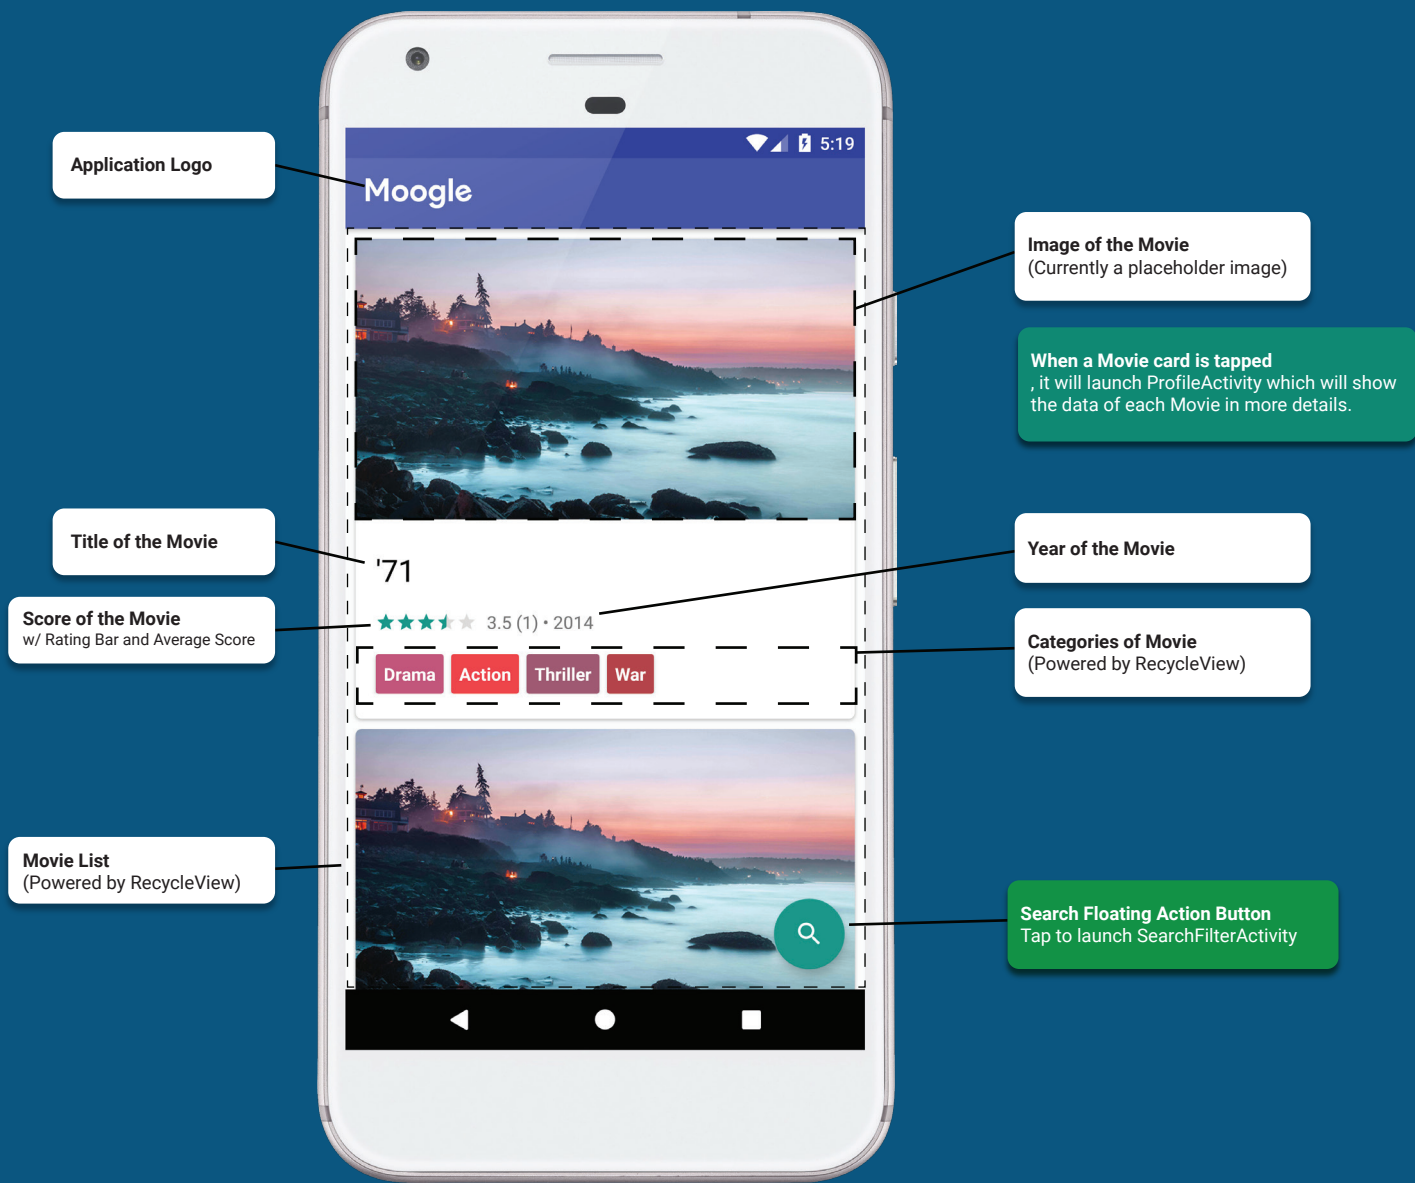 5:19
Application Logo
Moogle
Image of the Movie
(Currently a placeholder image)
When a Movie card is tapped
, it will launch ProfileActivity which will show
the data of each Movie in more details.
Title of the Movie
'71
Year of the Movie
Score of the Movie
w/ Rating Bar and Average Score
3.5 (1) • 2014
Categories of Movie
(Powered by RecycleView)
Drama Action Thriller War
Movie List
(Powered by RecycleView)
Search Floating Action Button
Tap to launch SearchFilterActivity